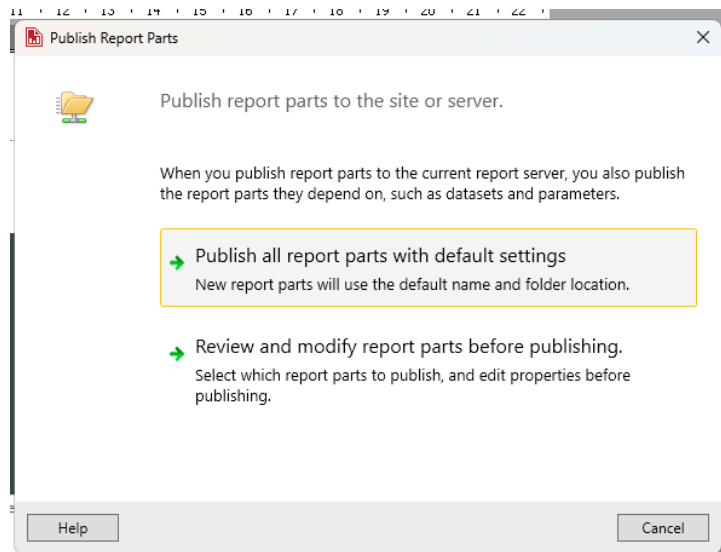 11 12 13 14 15 16 17 18 19 20 21 22
Publish Report Parts
Publish report parts to the site or server.
When you publish report parts to the current report server, you also publish
the report parts they depend on, such as datasets and parameters.
Publish all report parts with default settings
New report parts will use the default name and folder location.
Review and modify report parts before publishing.
Select which report parts to publish, and edit properties before
publishing.
Help
Cancel